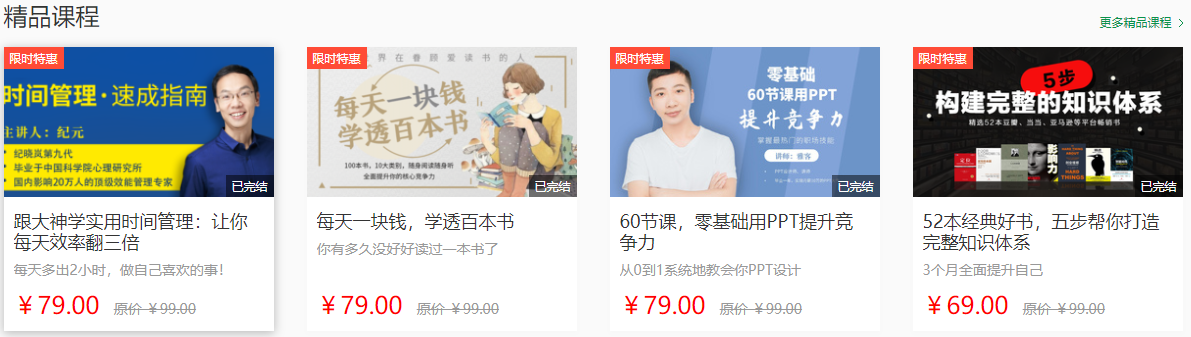 精品课程
更多精品课程 >
限时特惠
时间管理·速成指南
主讲人：纪元
纪晓岚第九代
毕业于中国科学院心理研究所
国内影响20万人的顶级效能管理专家
已完结
跟大神学实用时间管理：让你
每天效率翻三倍
每天多出2小时，做自己喜欢的事！
￥79.00 原价 ￥99.00
限时特惠
世界在眷顾爱读书的人
每天一块钱
学透百本书
100本书，10大类别，随身阅读随身听
全面提升你的核心竞争力
已完结
每天一块钱，学透百本书
你有多久没好好读过一本书了
￥79.00 原价 ￥99.00
限时特惠
零基础
60节课用PPT
提升竞争力
掌握最热门的职场技能
讲师：雅客
已完结
60节课，零基础用PPT提升竞
争力
从0到1系统地教会你PPT设计
￥79.00 原价 ￥99.00
限时特惠
5步
构建完整的知识体系
精选52本豆瓣、当当、亚马逊等平台畅销书
影响力
已完结
52本经典好书，五步帮你打造
完整知识体系
3个月全面提升自己
￥69.00 原价 ￥99.00